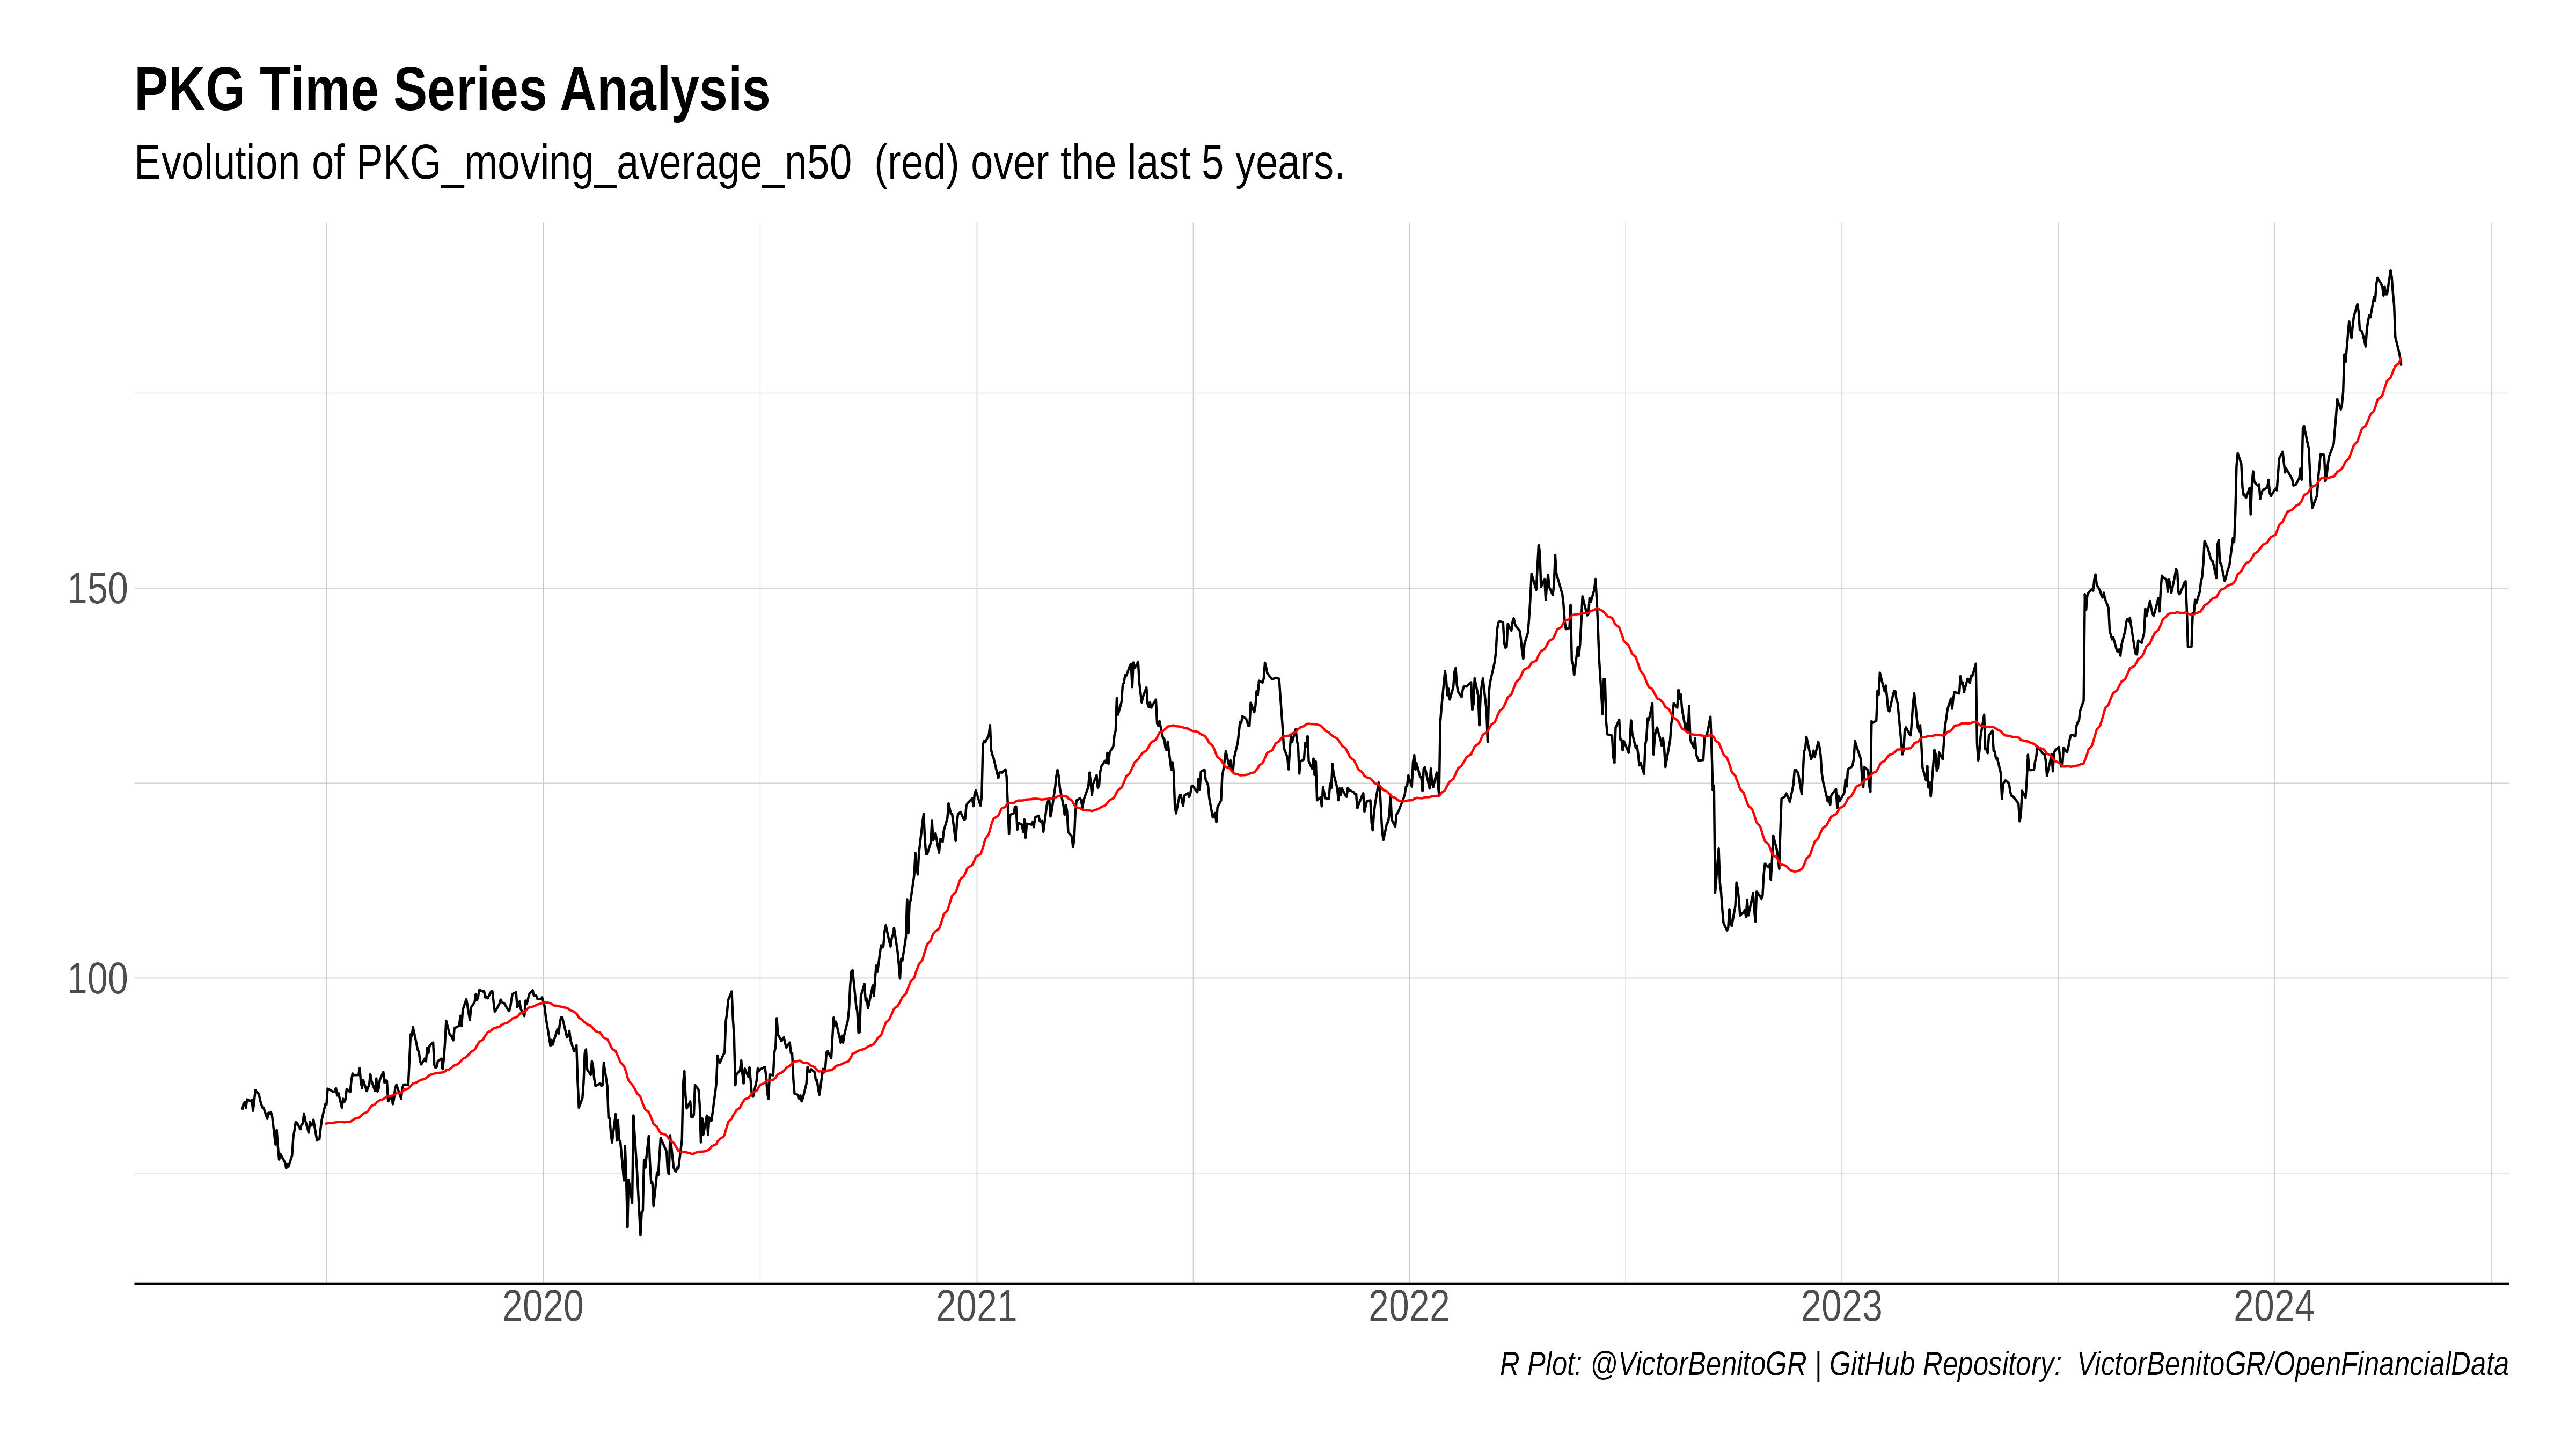 PKG Time Series Analysis
Evolution of PKG_moving_average_n50  (red) over the last 5 years.
150
100
2020 2021 2022 2023 2024
R Plot: @VictorBenitoGR | GitHub Repository:  VictorBenitoGR/OpenFinancialData